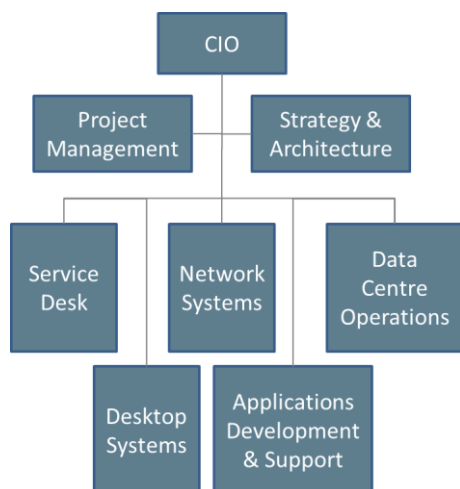 CIO
Project
Management
Strategy &
Architecture
Service
Desk
Network
Systems
Data
Centre
Operations
Desktop
Systems
Applications
Development
& Support